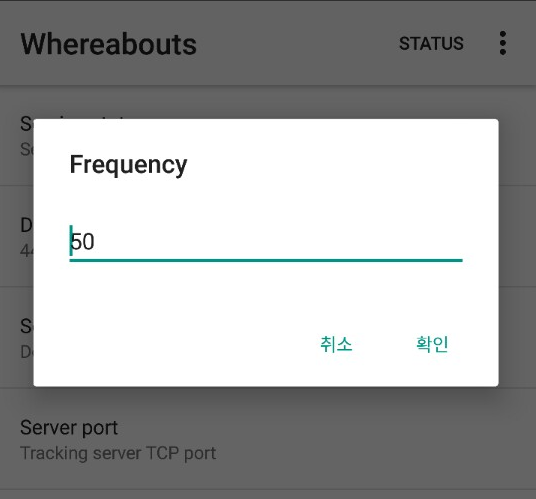 Whereabouts
STATUS
Frequency
50
취소
확인
Server port
Tracking server TCP port